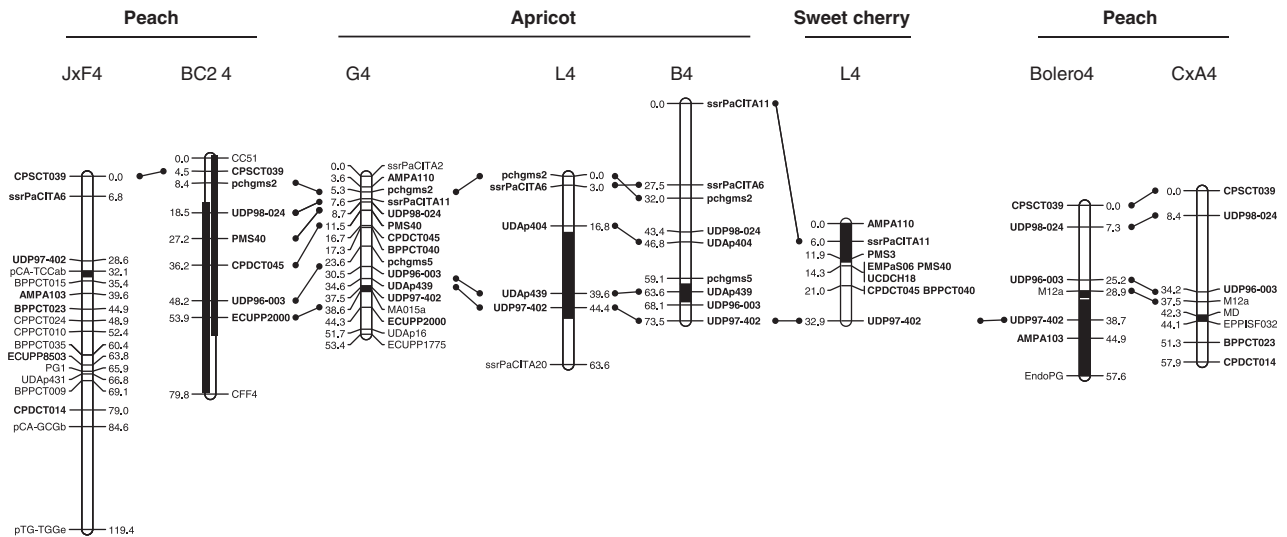 Peach
Apricot
Sweet cherry
Peach
JxF4
BC2 4
G4
L4
B4
L4
Bolero4
CxA4
CPSCT039 0.0
ssrPaCITA6 6.8
UDP97-402 28.6
pCA-TCCab 32.1
BPPCT015 35.4
AMPA103 39.6
BPPCT023 44.9
CPPCT024 48.9
CPPCT010 52.4
BPPCT035 60.4
ECUPP8503 63.8
PG1 65.9
UDAp431 66.8
BPPCT009 69.1
CPDCT014 79.0
pCA-GCGb 84.6
pTG-TGGe 119.4
0.0 CC51
4.5 CPSCT039
8.4 pchgms2
18.5 UDP98-024
27.2 PMS40
36.2 CPDCT045
48.2 UDP96-003
53.9 ECUPP2000
79.8 CFF4
0.0 ssrPaCITA2
3.6 AMPA110
5.3 pchgms2
7.6 ssrPaCITA11
8.7 UDP98-024
11.5 PMS40
16.7 CPDCT045
17.3 BPPCT040
23.6 pchgms5
30.5 UDP96-003
34.6 UDAp439
37.5 UDP97-402
38.6 MA015a
44.3 ECUPP2000
51.7 UDAp16
53.4 ECUPP1775
pchgms2 0.0
ssrPaCITA6 3.0
UDAp404 16.8
UDAp439 39.6
UDP97-402 44.4
ssrPaCITA20 63.6
0.0 ssrPaCITA11
27.5 ssrPaCITA6
32.0 pchgms2
43.4 UDP98-024
46.8 UDAp404
59.1 pchgms5
63.6 UDAp439
68.1 UDP96-003
73.5 UDP97-402
0.0 AMPA110
6.0 ssrPaCITA11
11.9 PMS3
14.3 EMPaS06 PMS40
UCDCH18
21.0 CPDCT045 BPPCT040
32.9 UDP97-402
CPSCT039 0.0
UDP98-024 7.3
UDP96-003 25.2
M12a 28.9
UDP97-402 38.7
AMPA103 44.9
EndoPG 57.6
0.0 CPSCT039
8.4 UDP98-024
34.2 UDP96-003
37.5 M12a
42.3 MD
44.1 EPPISF032
51.3 BPPCT023
57.9 CPDCT014